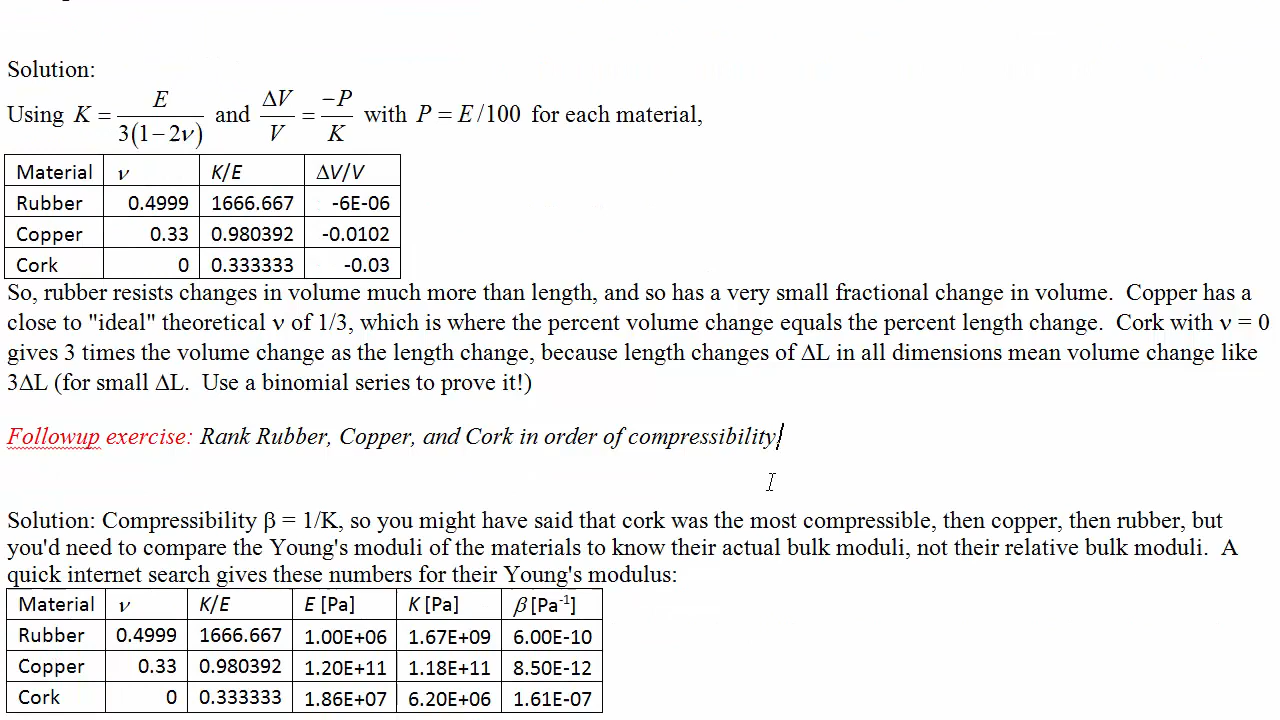 Solution:
Using K = E / 3(1−2ν) and ΔV/V = −P/K with P = E/100 for each material,
Material ν K/E ΔV/V
Rubber 0.4999 1666.667 -6E-06
Copper 0.33 0.980392 -0.0102
Cork 0 0.333333 -0.03
So, rubber resists changes in volume much more than length, and so has a very small fractional change in volume. Copper has a
close to "ideal" theoretical ν of 1/3, which is where the percent volume change equals the percent length change. Cork with ν = 0
gives 3 times the volume change as the length change, because length changes of ΔL in all dimensions mean volume change like
3ΔL (for small ΔL. Use a binomial series to prove it!)
Followup exercise: Rank Rubber, Copper, and Cork in order of compressibility
Solution: Compressibility β = 1/K, so you might have said that cork was the most compressible, then copper, then rubber, but
you'd need to compare the Young's moduli of the materials to know their actual bulk moduli, not their relative bulk moduli. A
quick internet search gives these numbers for their Young's modulus:
Material ν K/E E [Pa] K [Pa] β [Pa⁻¹]
Rubber 0.4999 1666.667 1.00E+06 1.67E+09 6.00E-10
Copper 0.33 0.980392 1.20E+11 1.18E+11 8.50E-12
Cork 0 0.333333 1.86E+07 6.20E+06 1.61E-07